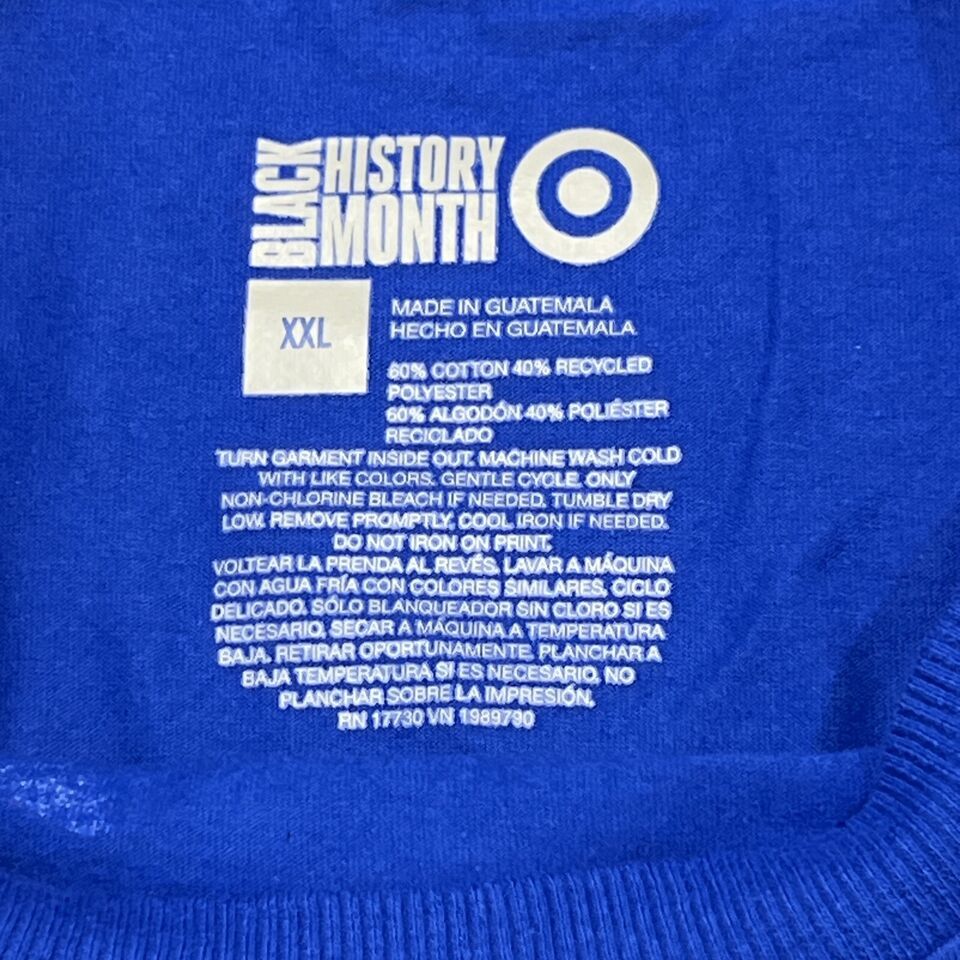 BLACK
HISTORY
MONTH
XXL
MADE IN GUATEMALA
HECHO EN GUATEMALA
60% COTTON 40% RECYCLED
POLYESTER
60% ALGODÓN 40% POLIÉSTER
RECICLADO
TURN GARMENT INSIDE OUT. MACHINE WASH COLD
WITH LIKE COLORS. GENTLE CYCLE. ONLY
NON-CHLORINE BLEACH IF NEEDED. TUMBLE DRY
LOW. REMOVE PROMPTLY. COOL IRON IF NEEDED.
DO NOT IRON ON PRINT.
VOLTEAR LA PRENDA AL REVÉS. LAVAR A MÁQUINA
CON AGUA FRÍA CON COLORES SIMILARES. CICLO
DELICADO. SÓLO BLANQUEADOR SIN CLORO SI ES
NECESARIO. SECAR A MÁQUINA A TEMPERATURA
BAJA. RETIRAR OPORTUNAMENTE. PLANCHAR A
BAJA TEMPERATURA SI ES NECESARIO. NO
PLANCHAR SOBRE LA IMPRESIÓN.
RN 17730 VN 1989790